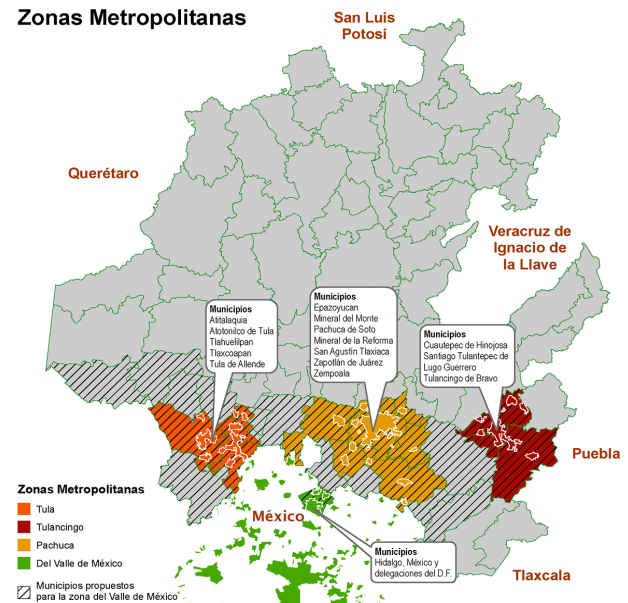 Zonas Metropolitanas
San Luis
Potosí
Querétaro
Veracruz de
Ignacio de
la Llave
Municipios
Atitalaquia
Atotonilco de Tula
Tlahuelilpan
Tlaxcoapan
Tula de Allende
Municipios
Epazoyucan
Mineral del Monte
Pachuca de Soto
Mineral de la Reforma
San Agustín Tlaxiaca
Zapotlán de Juárez
Zempoala
Municipios
Cuautepec de Hinojosa
Santiago Tulantepec de
Lugo Guerrero
Tulancingo de Bravo
Puebla
Zonas Metropolitanas
Tula
Tulancingo
Pachuca
Del Valle de México
Municipios propuestos
para la zona del Valle de México
México
Municipios
Hidalgo, México y
delegaciones del D.F.
Tlaxcala